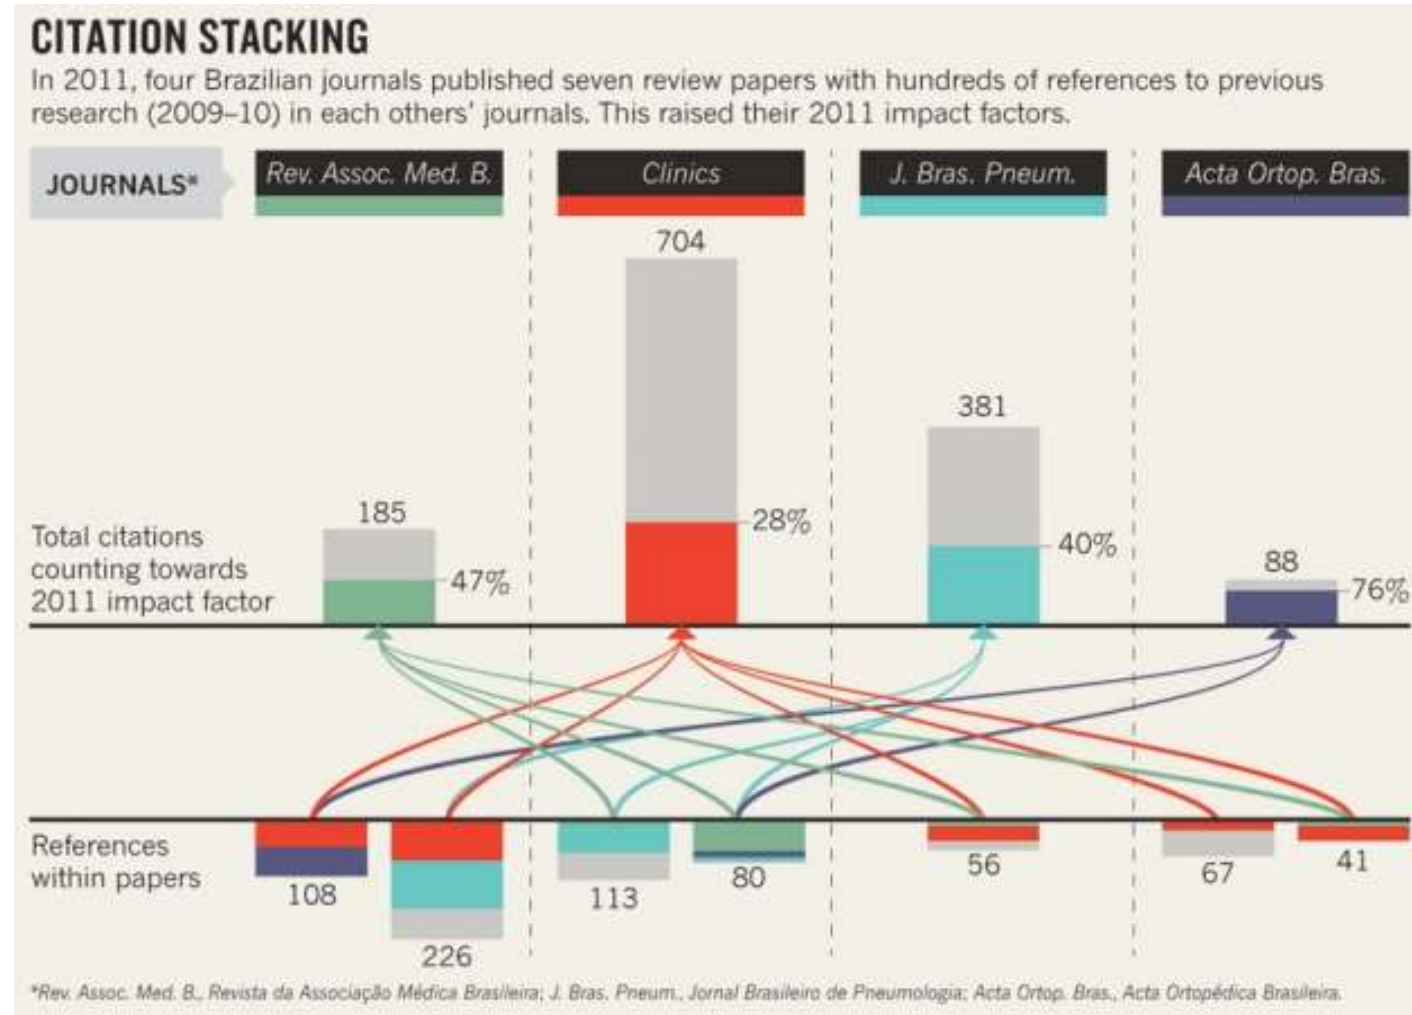 CITATION STACKING
In 2011, four Brazilian journals published seven review papers with hundreds of references to previous
research (2009–10) in each others' journals. This raised their 2011 impact factors.
JOURNALS*
Rev. Assoc. Med. B.
Clinics
J. Bras. Pneum.
Acta Ortop. Bras.
704
381
185
28%
Total citations
counting towards
2011 impact factor
40%
88
47%
76%
References
within papers
108
226
113
80
56
67
41
*Rev. Assoc. Med. B., Revista da Associação Médica Brasileira; J. Bras. Pneum., Jornal Brasileiro de Pneumologia; Acta Ortop. Bras., Acta Ortopédica Brasileira.